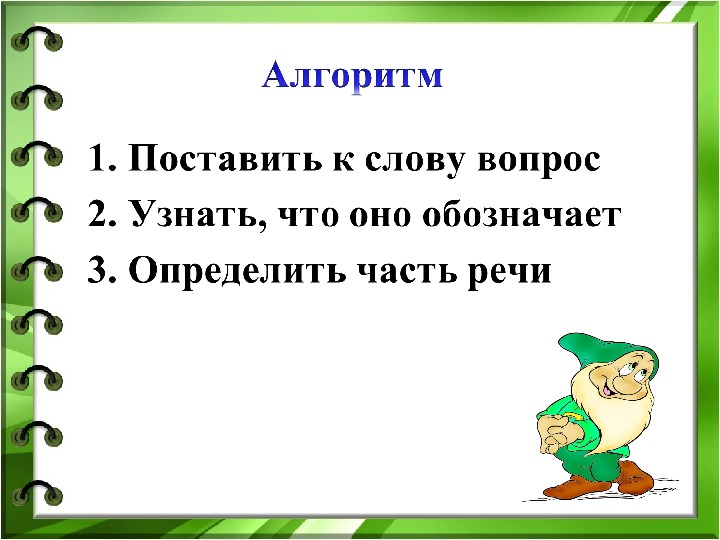 Алгоритм
1. Поставить к слову вопрос
2. Узнать, что оно обозначает
3. Определить часть речи